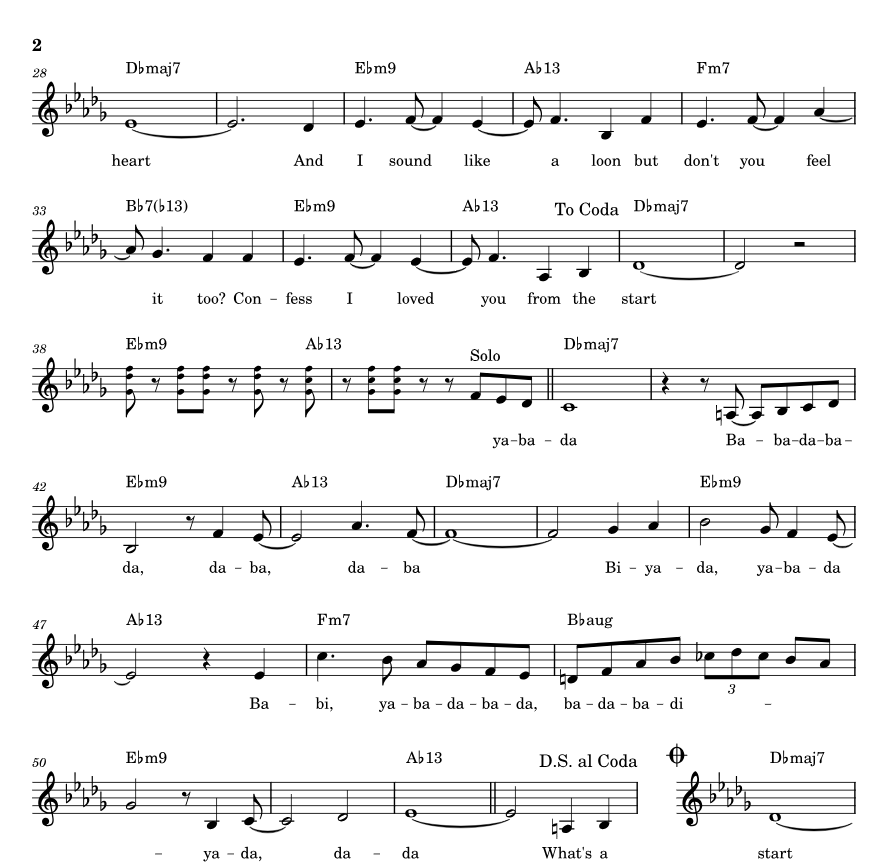 2
28 D♭maj7 E♭m9 A♭13 Fm7
heart And I sound like a loon but don't you feel
33 B♭7(♭13) E♭m9 A♭13 To Coda D♭maj7
it too? Con – fess I loved you from the start
38 E♭m9 A♭13 Solo D♭maj7
ya – ba – da Ba – ba – da – ba –
42 E♭m9 A♭13 D♭maj7 E♭m9
da, da – ba, da – ba Bi – ya – da, ya – ba – da
47 A♭13 Fm7 B♭aug
3
Ba – bi, ya – ba – da – ba – da, ba – da – ba – di –
50 E♭m9 A♭13 D.S. al Coda D♭maj7
– ya – da, da – da What's a start